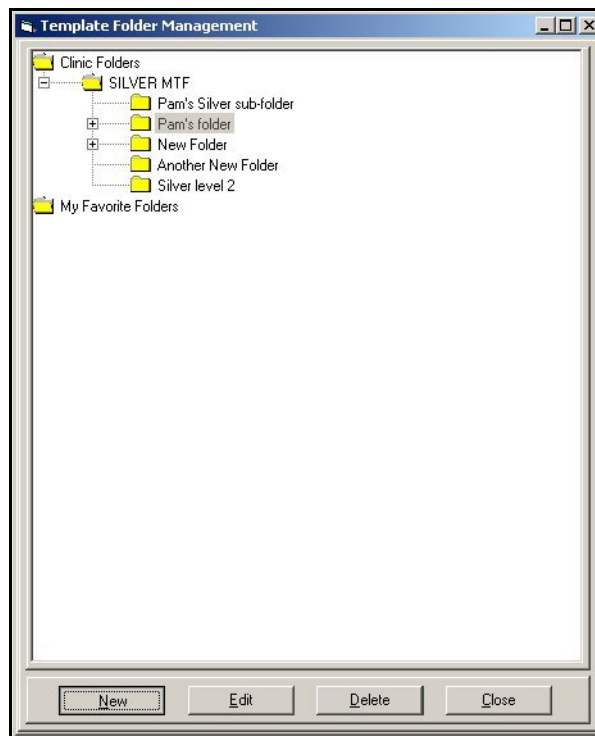 Template Folder Management
Clinic Folders
SILVER MTF
Pam's Silver sub-folder
Pam's folder
New Folder
Another New Folder
Silver level 2
My Favorite Folders
New Edit Delete Close